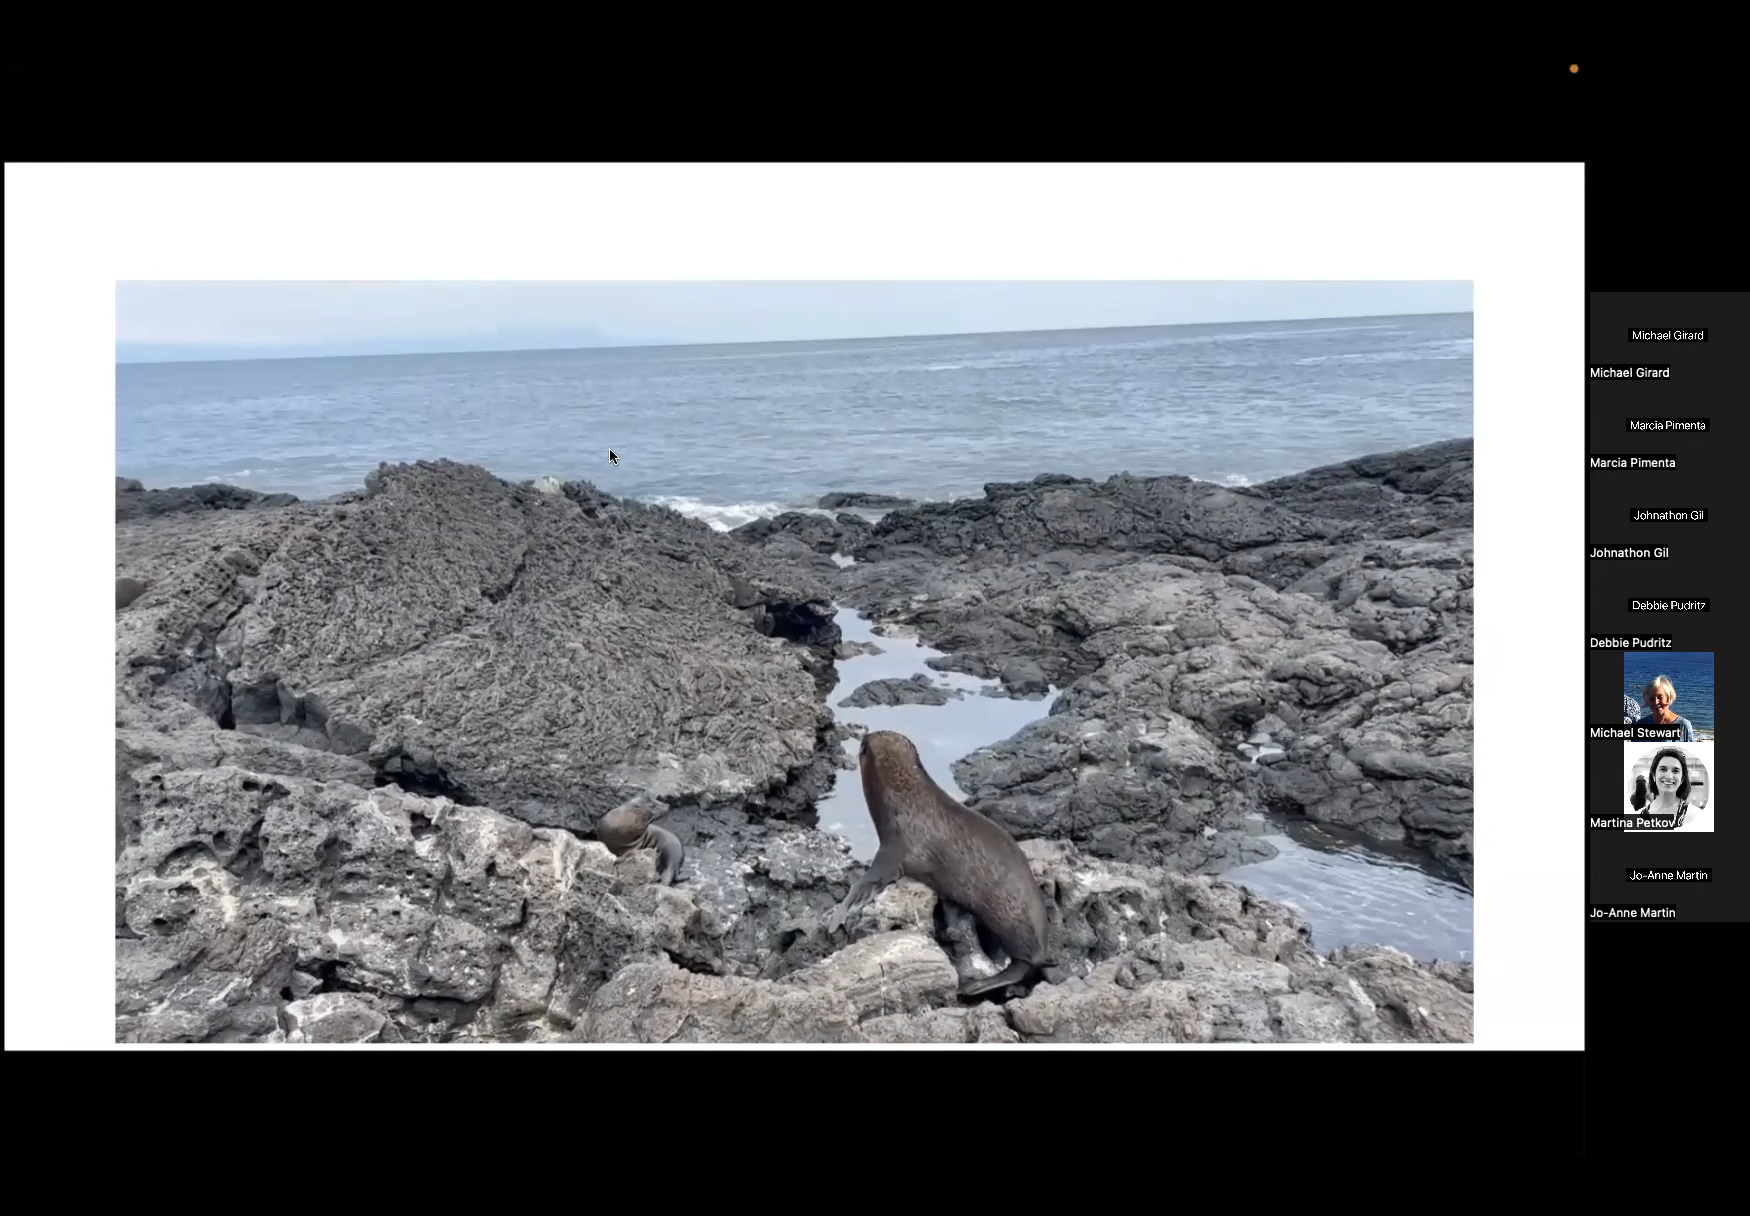 Michael Girard
Michael Girard
Marcia Pimenta
Marcia Pimenta
Johnathon Gil
Johnathon Gil
Debbie Pudritz
Debbie Pudritz
Michael Stewart
Martina Petkov
Jo-Anne Martin
Jo-Anne Martin